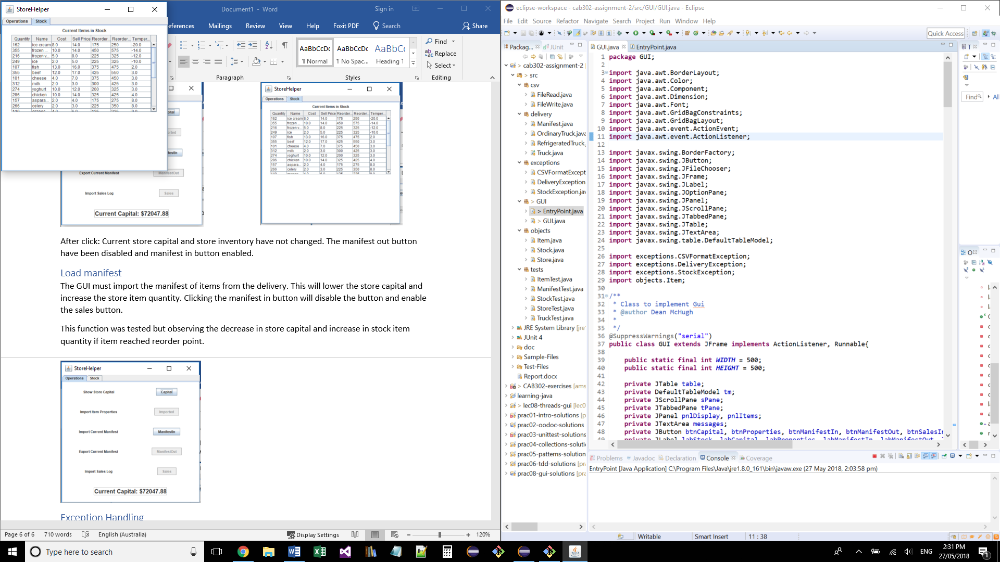 StoreHelper
Operations Stock
Current Items in Stock
Quantity Name Cost Sell Price Reorder... Reorder... Temper...
162 ice cream 8.0 14.0 175 250 -20.0
355 frozen ... 10.0 14.0 450 575 -14.0
216 frozen v... 5.0 8.0 225 325 -12.0
249 ice 2.0 5.0 225 325 -10.0
107 fish 13.0 16.0 375 475 2.0
355 beef 12.0 17.0 425 550 3.0
101 cheese 4.0 7.0 375 450 3.0
312 milk 2.0 3.0 300 425 3.0
274 yoghurt 10.0 12.0 200 325 3.0
286 chicken 10.0 14.0 325 425 4.0
157 aspara... 2.0 4.0 175 275 8.0
266 celery 2.0 3.0 225 350 8.0
Document1 - Word
Sign in
eferences Mailings Review View Help Foxit PDF Search Share
AaBbCcDc AaBbCcDc AaBbCc
¶ Normal ¶ No Spac... Heading 1
Find
Replace
Select
Paragraph Styles Editing
Export Current Manifest ManifestOut
Import Sales Log Sales
Current Capital: $72047.88
StoreHelper
Operations Stock
Current Items in Stock
Quantity Name Cost Sell Price Reorder... Reorder... Temper...
162 ice cream 8.0 14.0 175 250 -20.0
355 frozen ... 10.0 14.0 450 575 -14.0
216 frozen v... 5.0 8.0 225 325 -12.0
249 ice 2.0 5.0 225 325 -10.0
107 fish 13.0 16.0 375 475 2.0
355 beef 12.0 17.0 425 550 3.0
101 cheese 4.0 7.0 375 450 3.0
312 milk 2.0 3.0 300 425 3.0
274 yoghurt 10.0 12.0 200 325 3.0
286 chicken 10.0 14.0 325 425 4.0
157 aspara... 2.0 4.0 175 275 8.0
266 celery 2.0 3.0 225 350 8.0
After click: Current store capital and store inventory have not changed. The manifest out button
have been disabled and manifest in button enabled.
Load manifest
The GUI must import the manifest of items from the delivery. This will lower the store capital and
increase the store item quantity. Clicking the manifest in button will disable the button and enable
the sales button.
This function was tested but observing the decrease in store capital and increase in stock item
quantity if item reached reorder point.
StoreHelper
Operations Stock
Show Store Capital Capital
Import Item Properties Imported
Import Current Manifest ManifestIn
Export Current Manifest ManifestOut
Import Sales Log Sales
Current Capital: $72047.88
Exception Handling
Page 6 of 6 710 words English (Australia) Display Settings 120%
eclipse-workspace - cab302-assignment-2/src/GUI/GUI.java - Eclipse
File Edit Source Refactor Navigate Search Project Run Window Help
Quick Access
Packag... JUnit
> cab302-assignment-2
> src
csv
FileRead.java
FileWrite.java
delivery
Manifest.java
OrdinaryTruck.java
RefrigeratedTruck.
Truck.java
exceptions
CSVFormatExcept
DeliveryException
StockException.jav
> GUI
> EntryPoint.java
> GUI.java
objects
Item.java
Stock.java
Store.java
tests
ItemTest.java
ManifestTest.java
StockTest.java
StoreTest.java
TruckTest.java
JRE System Library [jre
JUnit 4
doc
Sample-Files
Test-Files
Report.docx
> CAB302-exercises [ams
learning-java
> lec08-threads-gui [lec0
prac01-intro-solutions [p
prac02-oodoc-solutions
prac03-unittest-solutions
prac04-collections-soluti
prac05-patterns-solution
prac06-tdd-solutions [pr
prac08-gui-solutions [pra
GUI.java EntryPoint.java
1 package GUI;
2
3 import java.awt.BorderLayout;
4 import java.awt.Color;
5 import java.awt.Component;
6 import java.awt.Dimension;
7 import java.awt.Font;
8 import java.awt.GridBagConstraints;
9 import java.awt.GridBagLayout;
10 import java.awt.event.ActionEvent;
11 import java.awt.event.ActionListener;
12
13 import javax.swing.BorderFactory;
14 import javax.swing.JButton;
15 import javax.swing.JFileChooser;
16 import javax.swing.JFrame;
17 import javax.swing.JLabel;
18 import javax.swing.JOptionPane;
19 import javax.swing.JPanel;
20 import javax.swing.JScrollPane;
21 import javax.swing.JTabbedPane;
22 import javax.swing.JTable;
23 import javax.swing.JTextArea;
24 import javax.swing.table.DefaultTableModel;
25
26 import exceptions.CSVFormatException;
27 import exceptions.DeliveryException;
28 import exceptions.StockException;
29 import objects.Item;
30
31 /**
32 * Class to implement Gui
33 * @author Dean McHugh
34 *
35 */
36 @SuppressWarnings("serial")
37 public class GUI extends JFrame implements ActionListener, Runnable{
38
39 public static final int WIDTH = 500;
40 public static final int HEIGHT = 500;
41
42 private JTable table;
43 private DefaultTableModel tm;
44 private JScrollPane sPane;
45 private JTabbedPane tPane;
46 private JPanel pnlDisplay, pnlItems;
47 private JTextArea messages;
48 private JButton btnCapital, btnProperties, btnManifestIn, btnManifestOut, btnSalesIn
Find Al
Problems Javadoc Declaration Console Coverage
EntryPoint [Java Application] C:\Program Files\Java\jre1.8.0_161\bin\javaw.exe (27 May 2018, 2:03:58 pm)
Writable Smart Insert 11 : 38
Type here to search
ENG
2:31 PM
27/05/2018
1